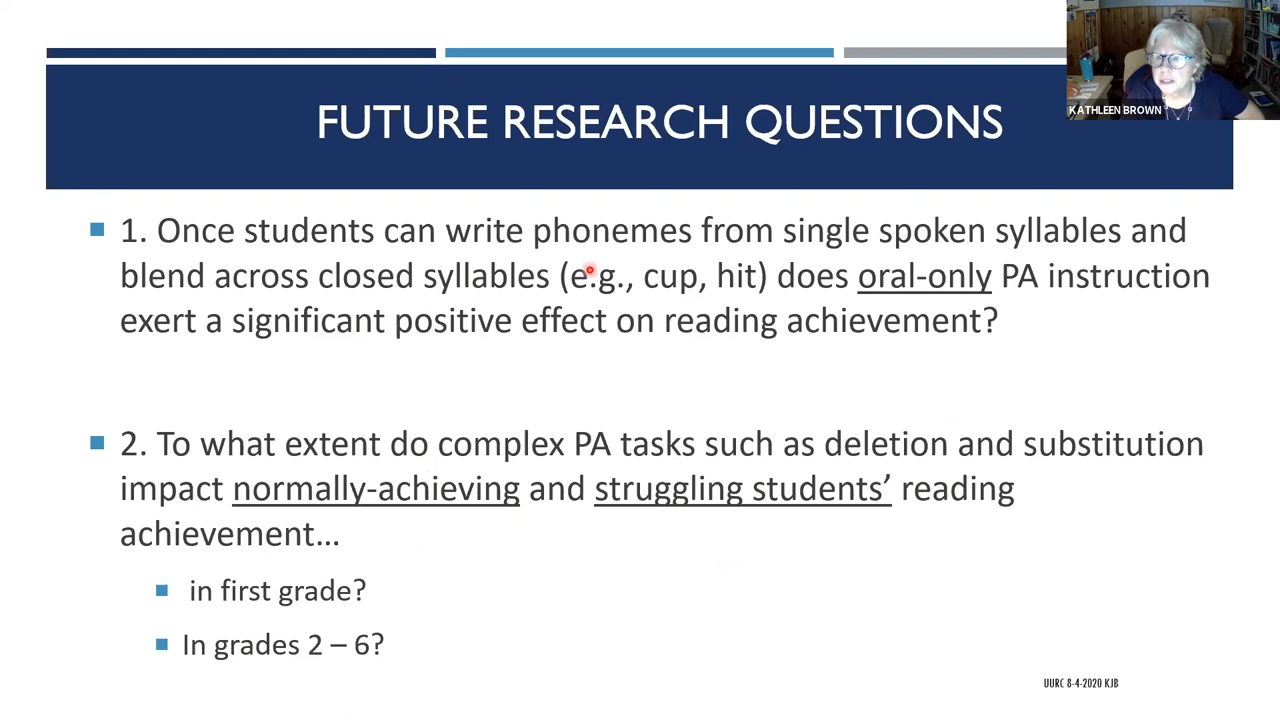 KATHLEEN BROWN
FUTURE RESEARCH QUESTIONS
1. Once students can write phonemes from single spoken syllables and
blend across closed syllables (e.g., cup, hit) does oral-only PA instruction
exert a significant positive effect on reading achievement?
2. To what extent do complex PA tasks such as deletion and substitution
impact normally-achieving and struggling students’ reading
achievement…
in first grade?
In grades 2 – 6?
UURC 8-4-2020 KJB